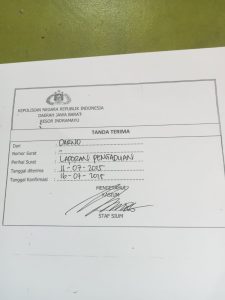 KEPOLISIAN NEGARA REPUBLIK INDONESIA
DAERAH JAWA BARAT
RESOR INDRAMAYU
TANDA TERIMA
Dari :
Nomor Surat : -
Perihal Surat : LAPORAN PENGADUAN
Tanggal diterima : 11-07-2015
Tanggal Konfirmasi : 16-07-2015
STAF SIUM